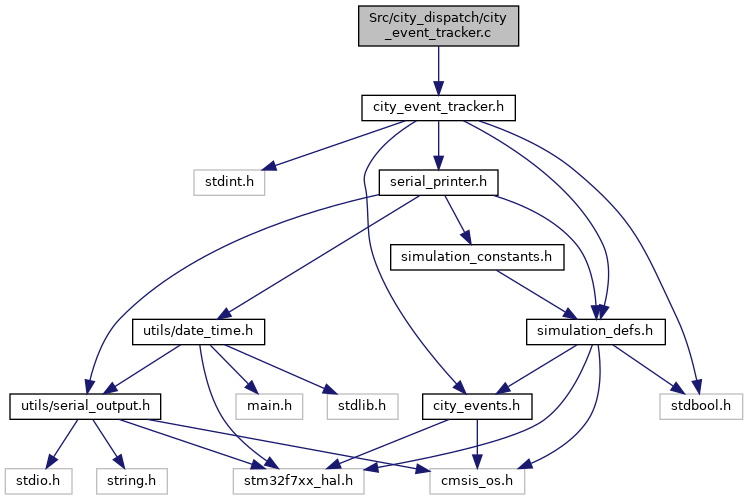 Src/city_dispatch/city
_event_tracker.c
city_event_tracker.h
stdint.h
serial_printer.h
simulation_constants.h
utils/date_time.h
simulation_defs.h
utils/serial_output.h
main.h
stdlib.h
city_events.h
stdbool.h
stdio.h
string.h
stm32f7xx_hal.h
cmsis_os.h